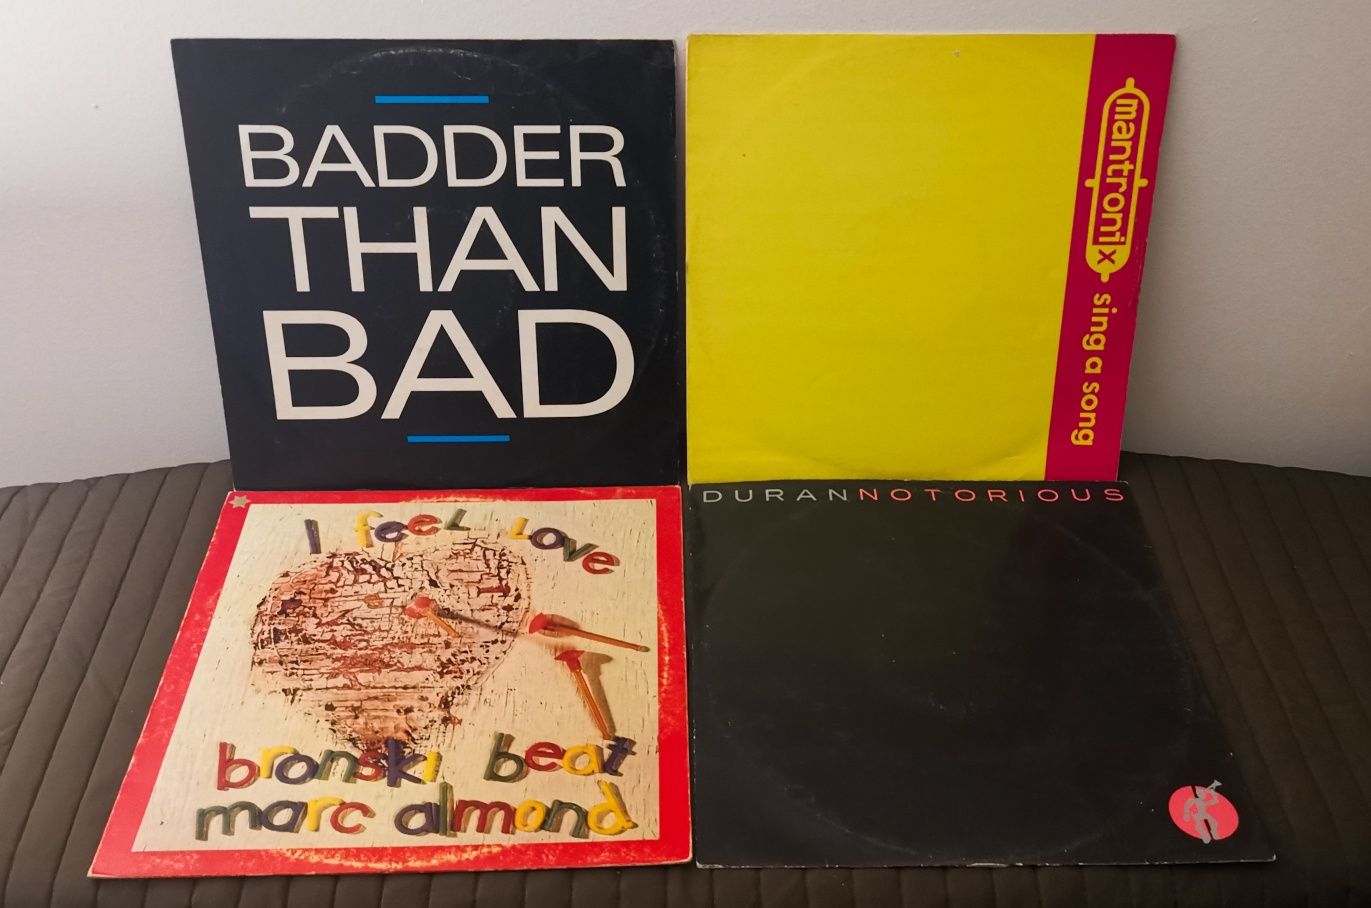 BADDER
THAN
BAD
mantronix sing a song
I feel love
bronski beat
marc almond
DURANNOTORIOUS